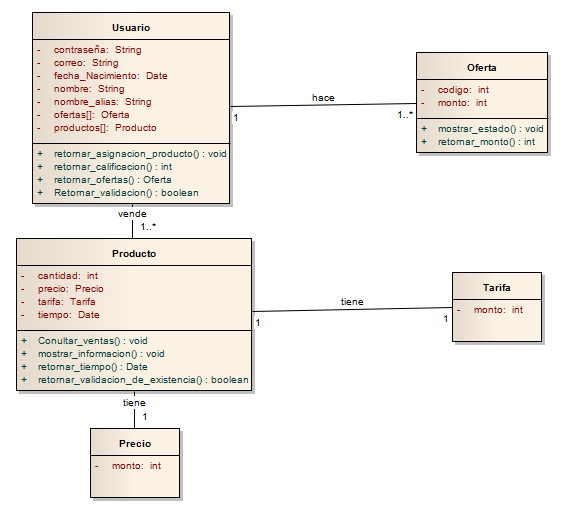 Usuario
- contraseña: String
- correo: String
- fecha_Nacimiento: Date
- nombre: String
- nombre_alias: String
- ofertas[]: Oferta
- productos[]: Producto
+ retornar_asignacion_producto() : void
+ retornar_calificacion() : int
+ retornar_ofertas() : Oferta
+ Retornar_validacion() : boolean
hace
1
1..*
Oferta
- codigo: int
- monto: int
+ mostrar_estado() : void
+ retornar_monto() : int
vende
1..*
Producto
- cantidad: int
- precio: Precio
- tarifa: Tarifa
- tiempo: Date
+ Conultar_ventas() : void
+ mostrar_informacion() : void
+ retornar_tiempo() : Date
+ retornar_validacion_de_existencia() : boolean
tiene
1
1
Tarifa
- monto: int
tiene
1
Precio
- monto: int